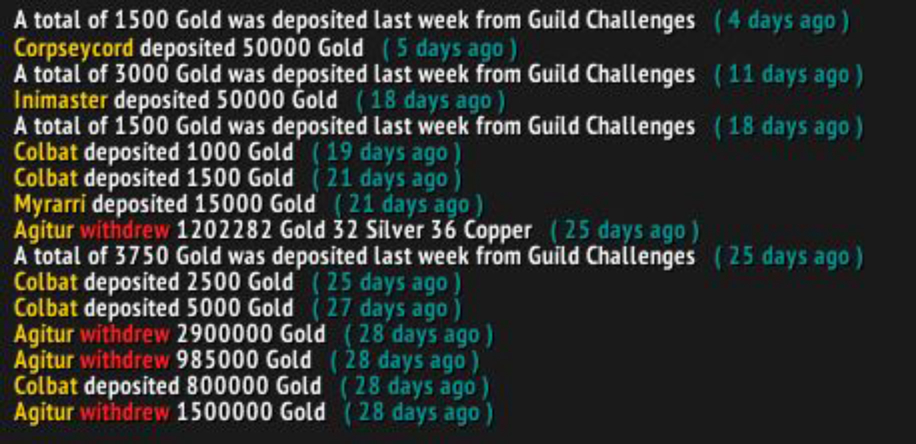 A total of 1500 Gold was deposited last week from Guild Challenges ( 4 days ago )
Corpseycord deposited 50000 Gold ( 5 days ago )
A total of 3000 Gold was deposited last week from Guild Challenges ( 11 days ago )
Inimaster deposited 50000 Gold ( 18 days ago )
A total of 1500 Gold was deposited last week from Guild Challenges ( 18 days ago )
Colbat deposited 1000 Gold ( 19 days ago )
Colbat deposited 1500 Gold ( 21 days ago )
Myrarri deposited 15000 Gold ( 21 days ago )
Agitur withdrew 1202282 Gold 32 Silver 36 Copper ( 25 days ago )
A total of 3750 Gold was deposited last week from Guild Challenges ( 25 days ago )
Colbat deposited 2500 Gold ( 25 days ago )
Colbat deposited 5000 Gold ( 27 days ago )
Agitur withdrew 2900000 Gold ( 28 days ago )
Agitur withdrew 985000 Gold ( 28 days ago )
Colbat deposited 800000 Gold ( 28 days ago )
Agitur withdrew 1500000 Gold ( 28 days ago )